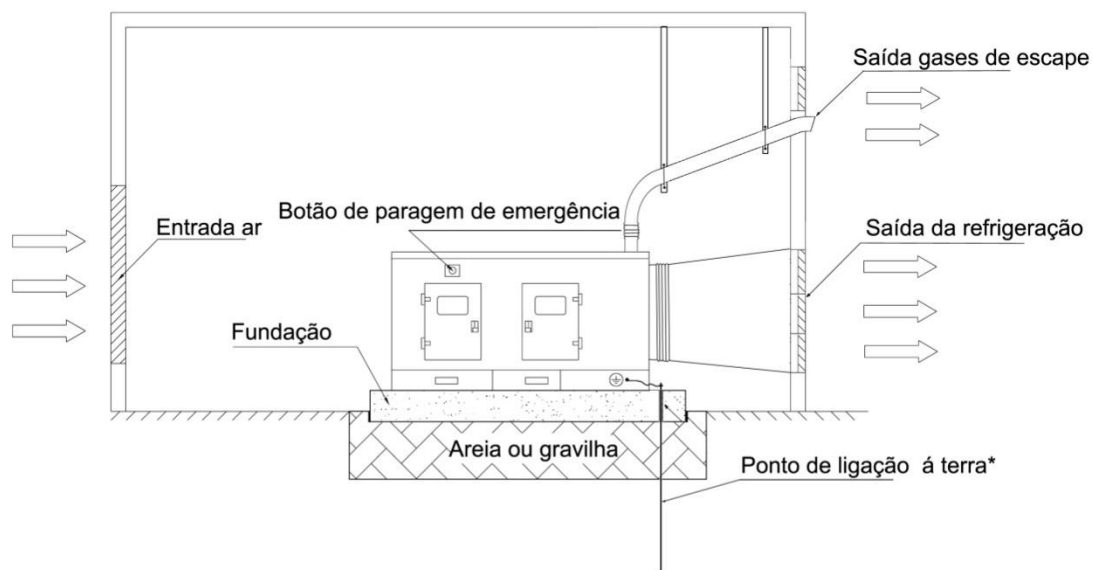 Saída gases de escape
Botão de paragem de emergência
Entrada ar
Saída da refrigeração
Fundação
Areia ou gravilha
Ponto de ligação á terra*